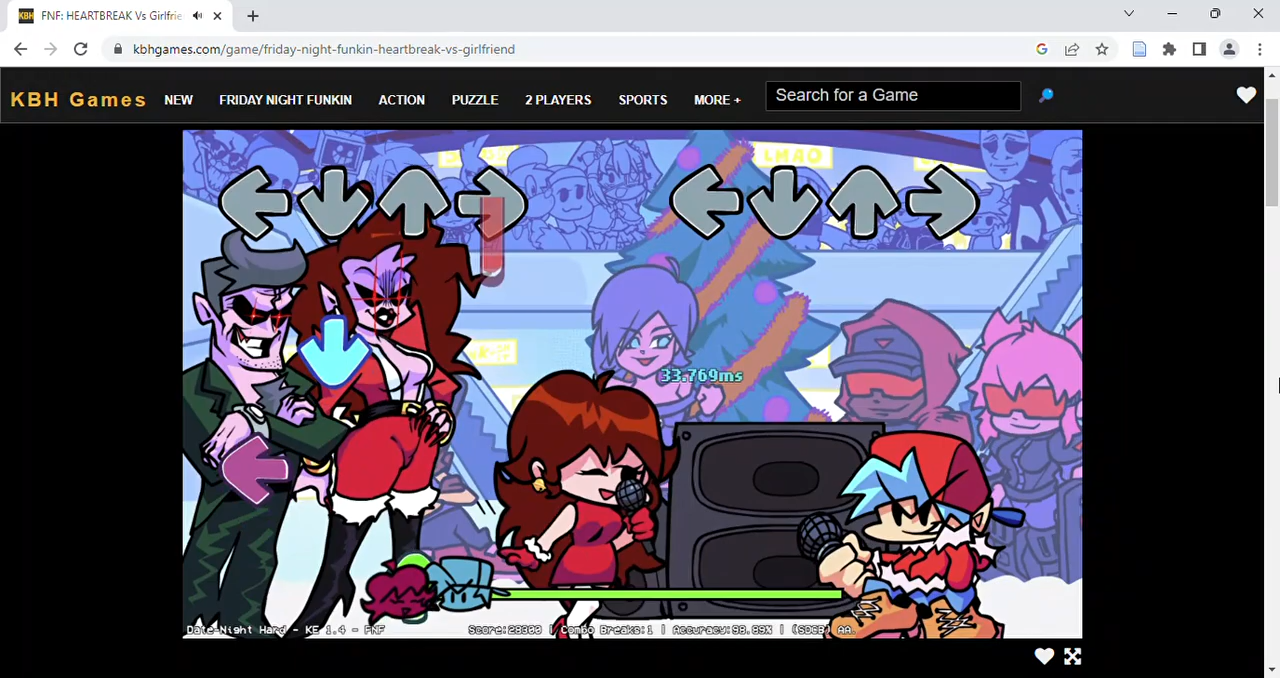 KBH
FNF: HEARTBREAK Vs Girlfrie
kbhgames.com/game/friday-night-funkin-heartbreak-vs-girlfriend
KBH Games
NEW
FRIDAY NIGHT FUNKIN
ACTION
PUZZLE
2 PLAYERS
SPORTS
MORE +
Search for a Game
LMAO
33.769ms
Date-Night Hard - KE 1.4 - FNF
Score:28300 | Combo Breaks:1 | Accuracy:98.89% | (SDCB) AA.